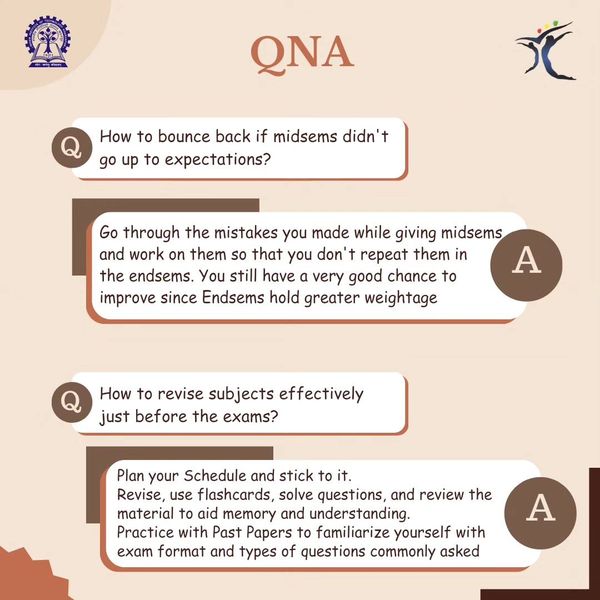 QNA
Q
How to bounce back if midsems didn't
go up to expectations?
Go through the mistakes you made while giving midsems
and work on them so that you don't repeat them in
the endsems. You still have a very good chance to
improve since Endsems hold greater weightage
A
Q
How to revise subjects effectively
just before the exams?
Plan your Schedule and stick to it.
Revise, use flashcards, solve questions, and review the
material to aid memory and understanding.
Practice with Past Papers to familiarize yourself with
exam format and types of questions commonly asked
A